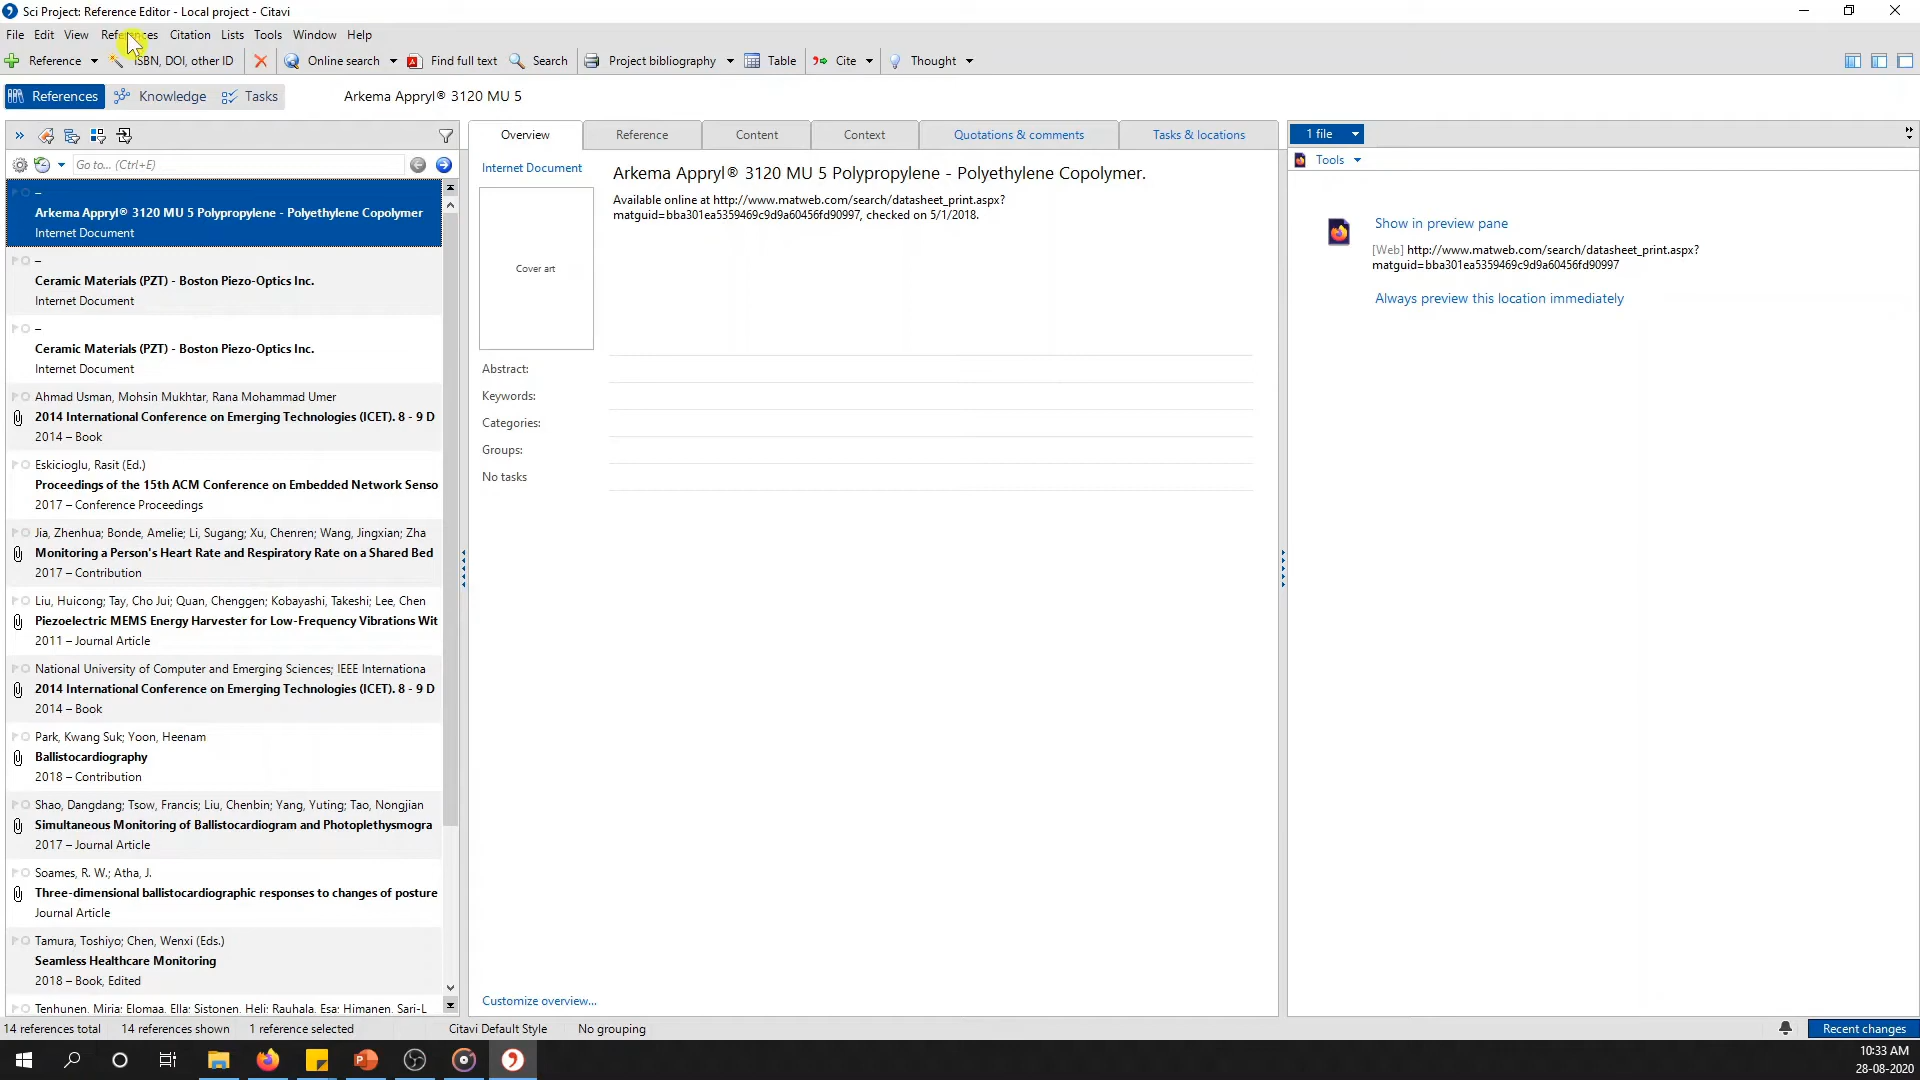 Sci Project: Reference Editor - Local project - Citavi
File Edit View References Citation Lists Tools Window Help
Reference ISBN, DOI, other ID Online search Find full text Search Project bibliography Table Cite Thought
References Knowledge Tasks Arkema Appryl® 3120 MU 5
Go to... (Ctrl+E)
–
Arkema Appryl® 3120 MU 5 Polypropylene - Polyethylene Copolymer
Internet Document
–
Ceramic Materials (PZT) - Boston Piezo-Optics Inc.
Internet Document
–
Ceramic Materials (PZT) - Boston Piezo-Optics Inc.
Internet Document
Ahmad Usman, Mohsin Mukhtar, Rana Mohammad Umer
2014 International Conference on Emerging Technologies (ICET). 8 - 9 D
2014 – Book
Eskicioglu, Rasit (Ed.)
Proceedings of the 15th ACM Conference on Embedded Network Senso
2017 – Conference Proceedings
Jia, Zhenhua; Bonde, Amelie; Li, Sugang; Xu, Chenren; Wang, Jingxian; Zha
Monitoring a Person's Heart Rate and Respiratory Rate on a Shared Bed
2017 – Contribution
Liu, Huicong; Tay, Cho Jui; Quan, Chenggen; Kobayashi, Takeshi; Lee, Chen
Piezoelectric MEMS Energy Harvester for Low-Frequency Vibrations Wit
2011 – Journal Article
National University of Computer and Emerging Sciences; IEEE Internationa
2014 International Conference on Emerging Technologies (ICET). 8 - 9 D
2014 – Book
Park, Kwang Suk; Yoon, Heenam
Ballistocardiography
2018 – Contribution
Shao, Dangdang; Tsow, Francis; Liu, Chenbin; Yang, Yuting; Tao, Nongjian
Simultaneous Monitoring of Ballistocardiogram and Photoplethysmogra
2017 – Journal Article
Soames, R. W.; Atha, J.
Three-dimensional ballistocardiographic responses to changes of posture
Journal Article
Tamura, Toshiyo; Chen, Wenxi (Eds.)
Seamless Healthcare Monitoring
2018 – Book, Edited
Tenhunen, Mirja; Elomaa, Ella; Sistonen, Heli; Rauhala, Esa; Himanen, Sari-L
Overview Reference Content Context Quotations & comments Tasks & locations
Internet Document
Cover art
Arkema Appryl® 3120 MU 5 Polypropylene - Polyethylene Copolymer.
Available online at http://www.matweb.com/search/datasheet_print.aspx?
matguid=bba301ea5359469c9d9a60456fd90997, checked on 5/1/2018.
Abstract:
Keywords:
Categories:
Groups:
No tasks
Customize overview...
1 file
Tools
Show in preview pane
[Web] http://www.matweb.com/search/datasheet_print.aspx?
matguid=bba301ea5359469c9d9a60456fd90997
Always preview this location immediately
14 references total 14 references shown 1 reference selected Citavi Default Style No grouping Recent changes
10:33 AM
28-08-2020